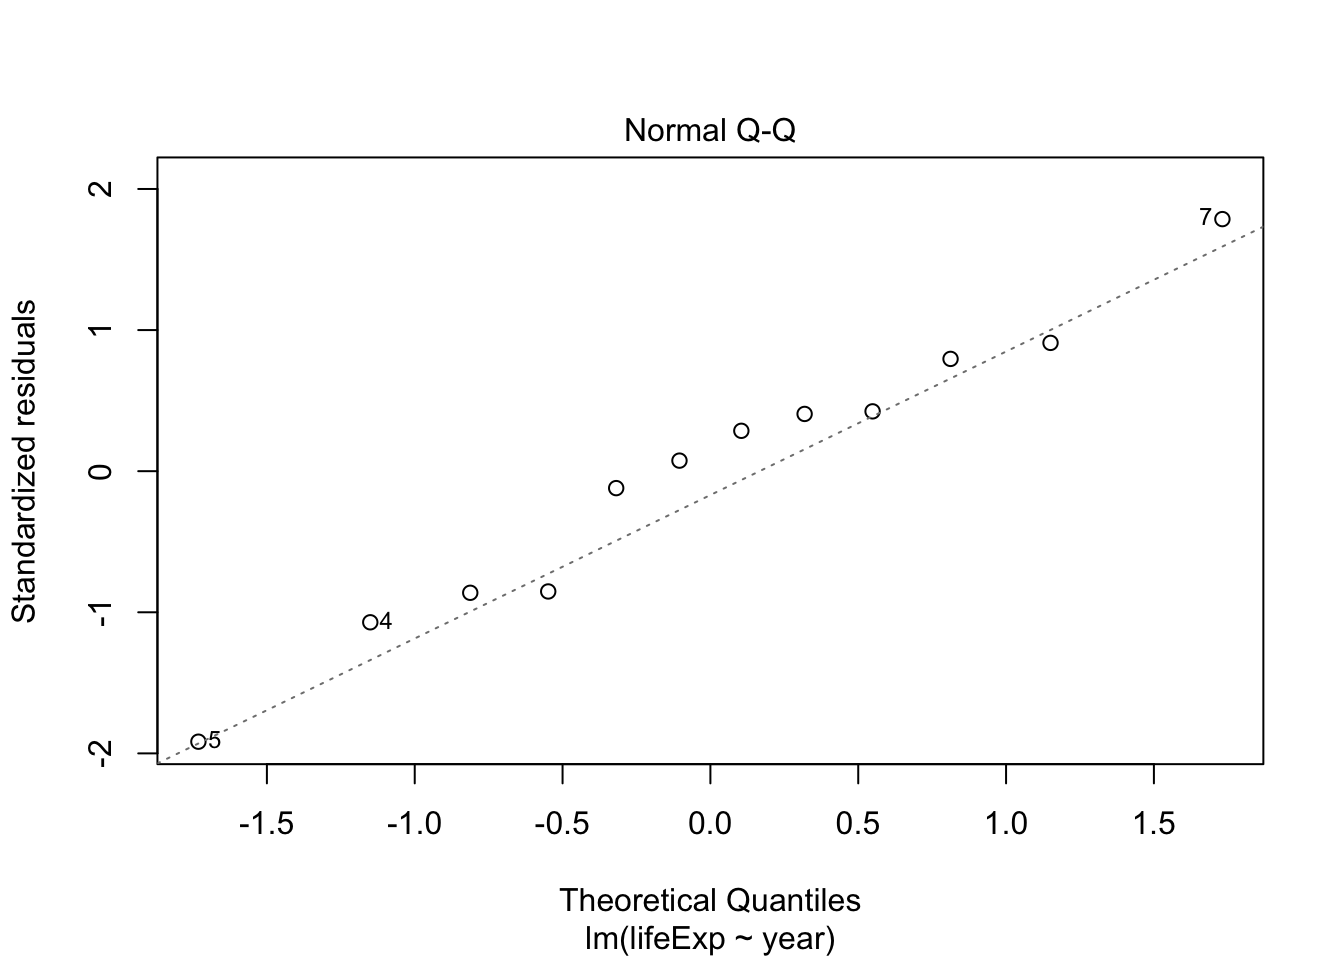 Normal Q-Q
Standardized residuals
2
1
0
-1
-2
7
4
5
-1.5 -1.0 -0.5 0.0 0.5 1.0 1.5
Theoretical Quantiles
lm(lifeExp ~ year)